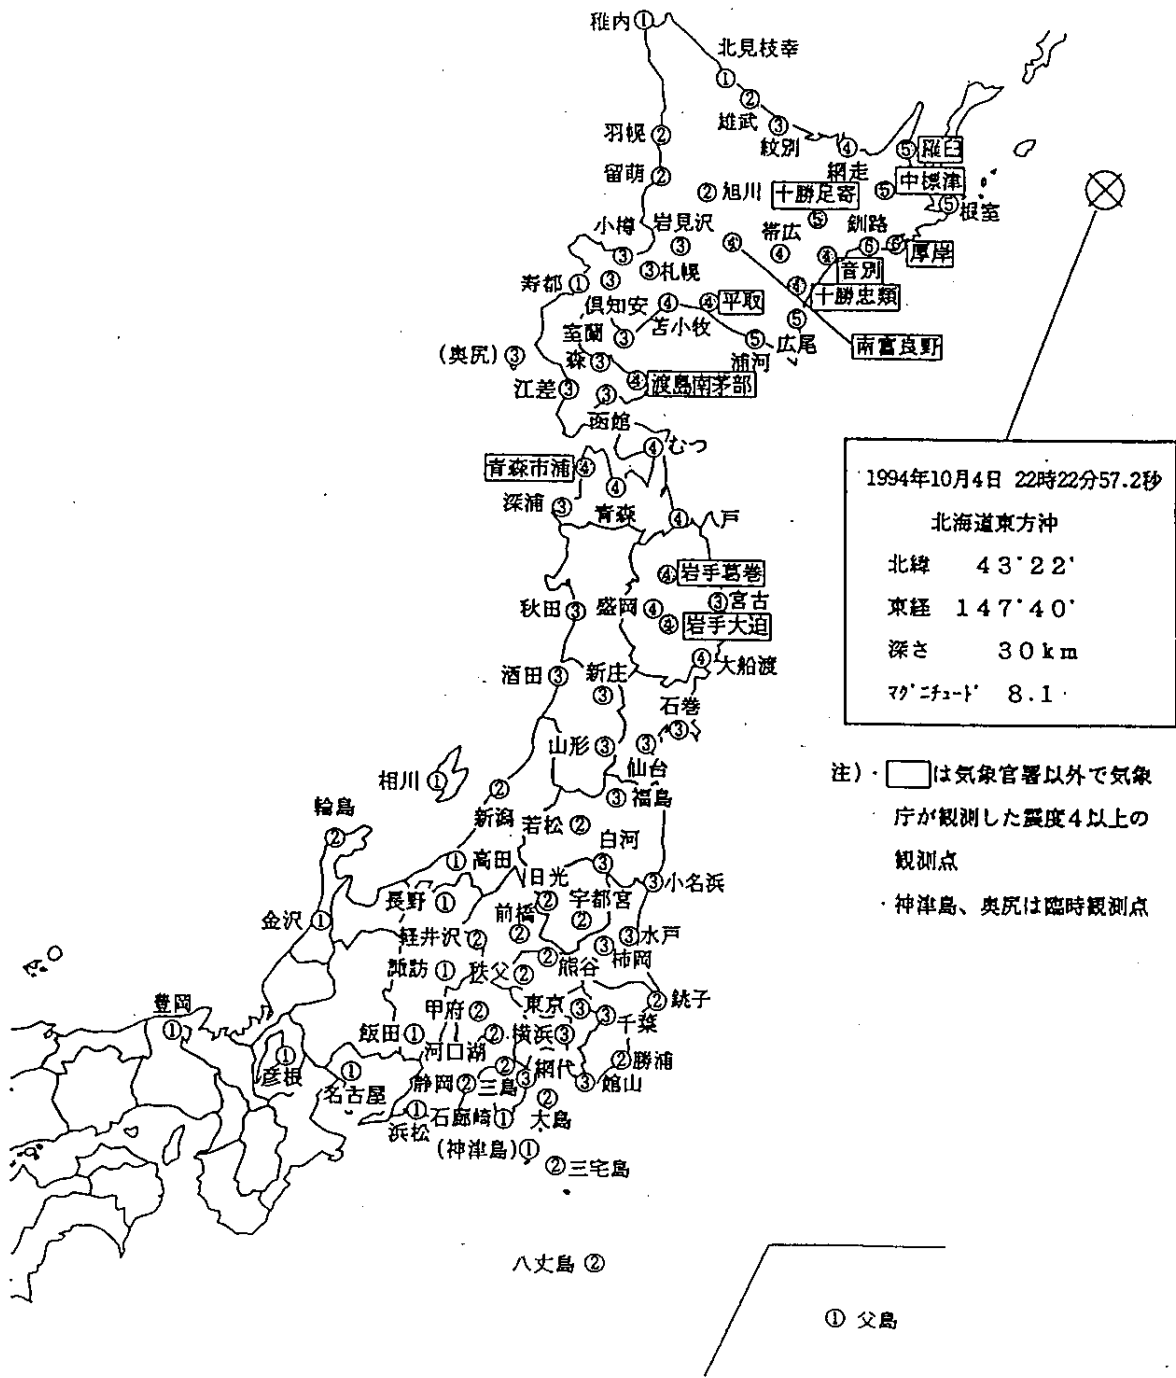 稚内 ①
北見枝幸
①
②
雄武 ③
紋別
羽幌 ②
④
網走
⑤ 羅臼
留萌 ②
② 旭川
十勝足寄
⑤
⑤ 中標津
⑤ 根室
小樽
③
岩見沢
③
④
帯広
④
釧路
⑥
⑥ 厚岸
④ 音別
寿都 ①
③
倶知安
③ 札幌
④ 十勝忠類
④
苫小牧
④ 平取
⑤
広尾
室蘭
③
⑤
浦河
南富良野
(奥尻) ③
森 ③
④ 渡島南茅部
江差 ③
③
函館
④ むつ
青森市浦 ④
④
青森
深浦 ③
④ 八戸
④ 岩手葛巻
秋田 ③
盛岡 ④
③ 宮古
④ 岩手大迫
④ 大船渡
酒田 ③
新庄
③
石巻
③
山形 ③
③
仙台
相川 ①
②
新潟
③ 福島
輪島
②
若松 ②
白河
③
① 高田
日光
②
③ 小名浜
長野 ①
前橋
②
宇都宮
②
金沢 ①
軽井沢 ②
③ 水戸
③
柿岡
諏訪 ①
秩父 ②
②
熊谷
豊岡
①
甲府 ②
東京 ③
③ 千葉
② 銚子
飯田 ①
②
河口湖
横浜 ③
①
彦根
①
名古屋
静岡 ②
②
三島
③
網代
② 勝浦
③ 館山
①
浜松
石廊崎 ①
②
大島
(神津島) ①
② 三宅島
八丈島 ②
① 父島
1994年10月4日 22時22分57.2秒
北海道東方沖
北緯 43°22'
東経 147°40'
深さ 30km
マグニチュード 8.1
注)・□は気象官署以外で気象
庁が観測した震度4以上の
観測点
・神津島、奥尻は臨時観測点